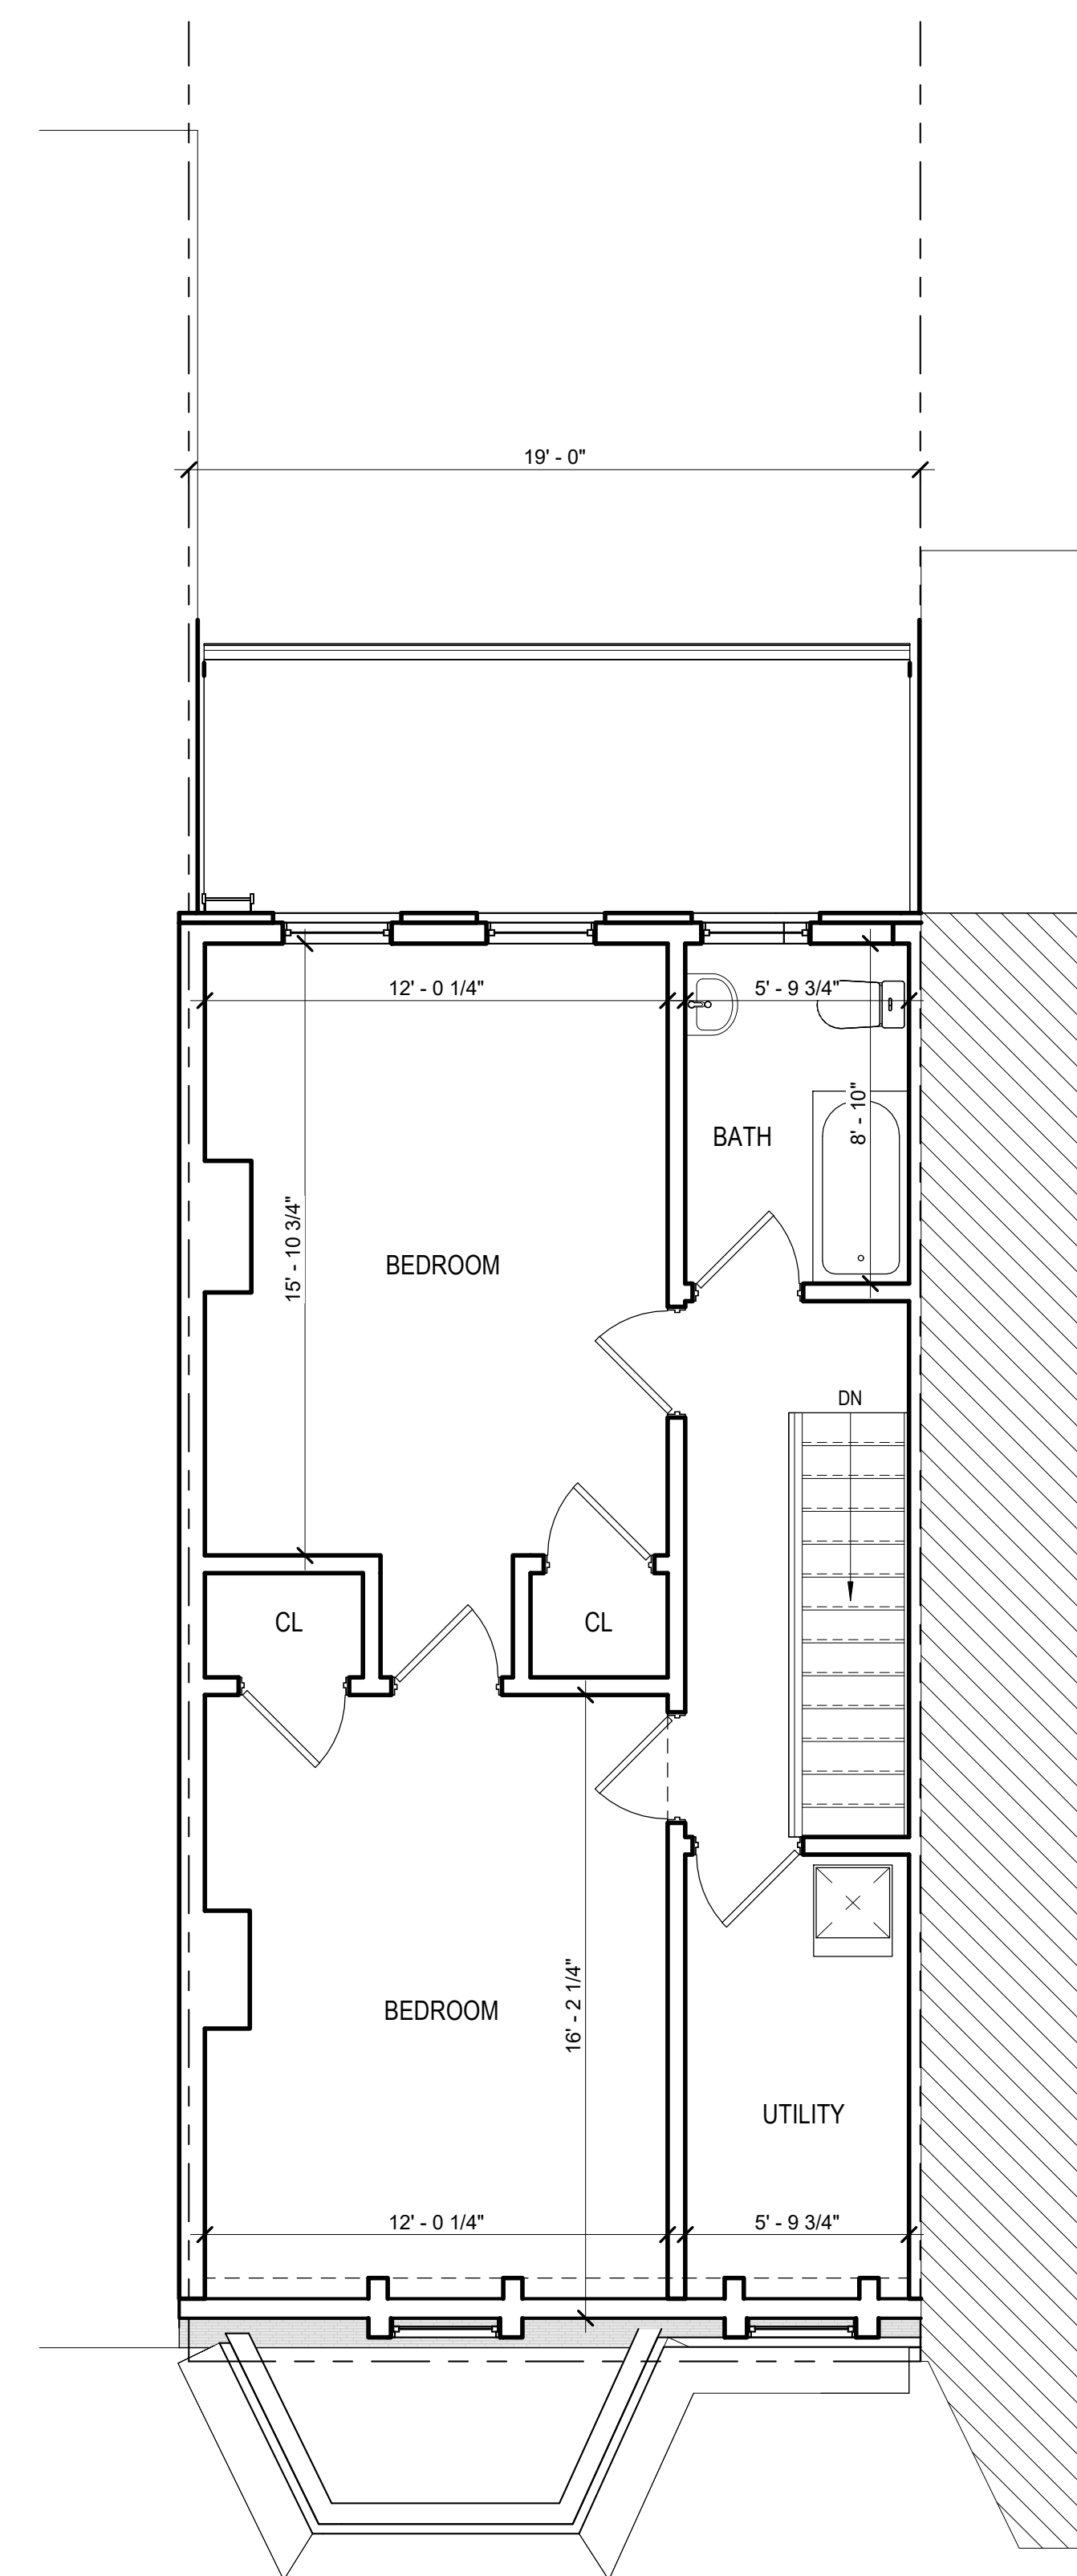 19' - 0"
12' - 0 1/4"
5' - 9 3/4"
8' - 10"
BATH
15' - 10 3/4"
BEDROOM
DN
CL
CL
16' - 2 1/4"
BEDROOM
UTILITY
12' - 0 1/4"
5' - 9 3/4"